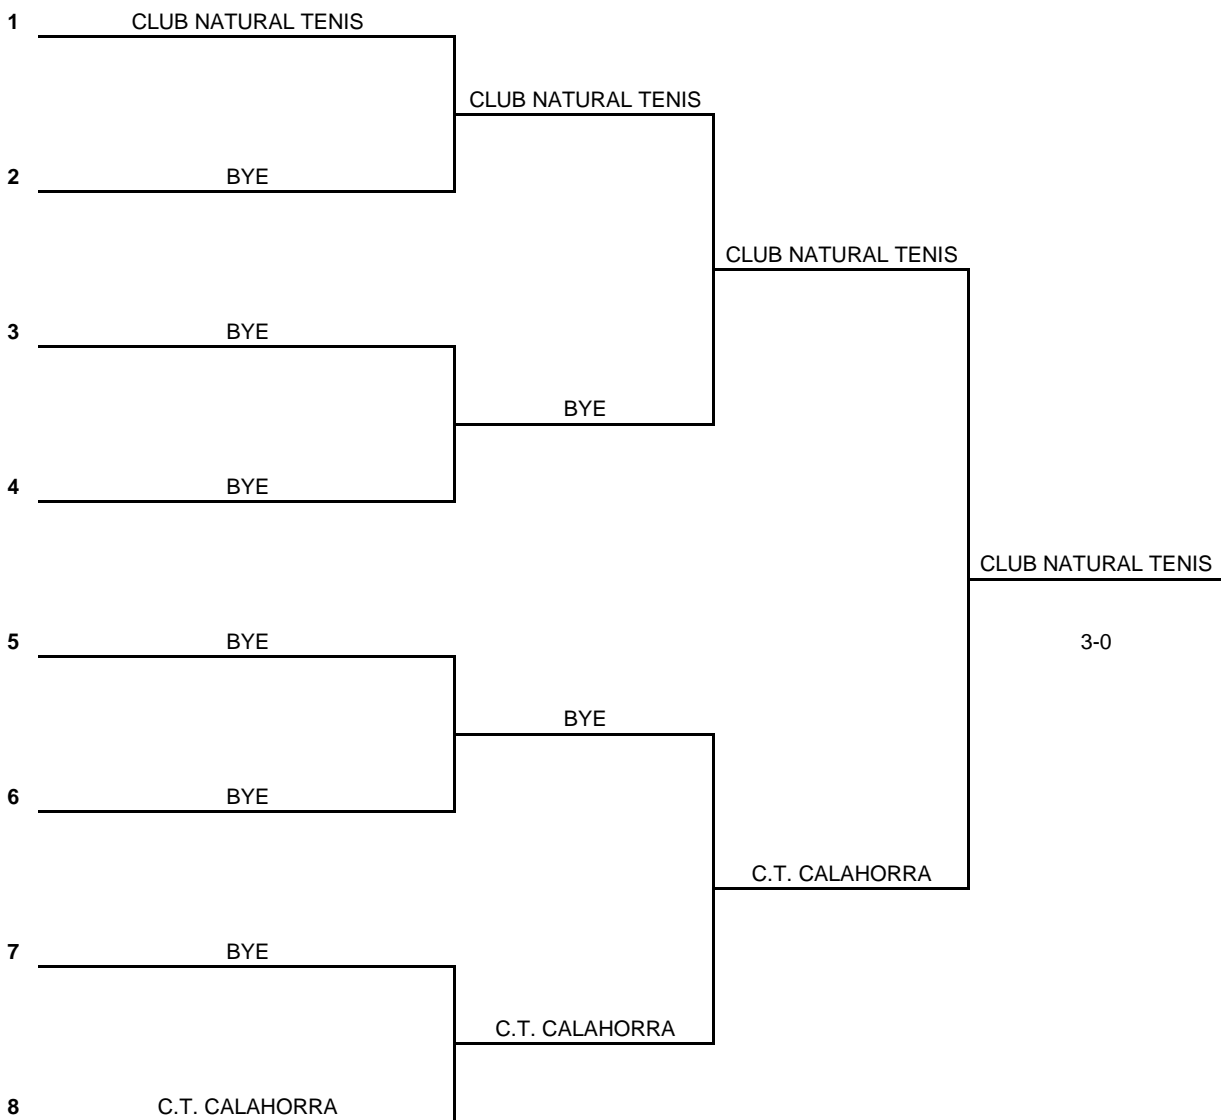 1 CLUB NATURAL TENIS
CLUB NATURAL TENIS
2 BYE
CLUB NATURAL TENIS
3 BYE
BYE
4 BYE
CLUB NATURAL TENIS
5 BYE
3-0
BYE
6 BYE
C.T. CALAHORRA
7 BYE
C.T. CALAHORRA
8 C.T. CALAHORRA